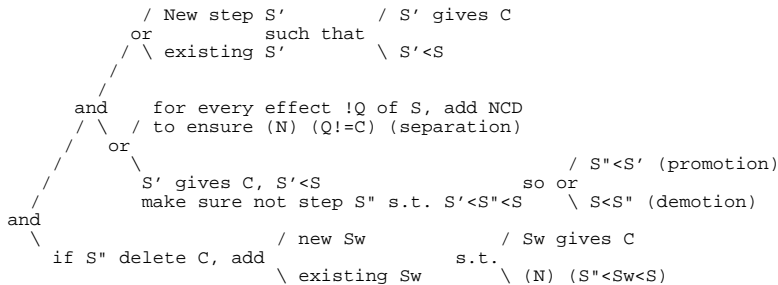 / New step S' / S' gives C
or such that
/ \ existing S' \ S'<S
/
/
and for every effect !Q of S, add NCD
/ \ / to ensure (N) (Q!=C) (separation)
/ or
/ \ / S"<S' (promotion)
/ S' gives C, S'<S so or
/ make sure not step S" s.t. S'<S"<S \ S<S" (demotion)
and
\ / new Sw / Sw gives C
if S" delete C, add s.t.
\ existing Sw \ (N) (S"<Sw<S)